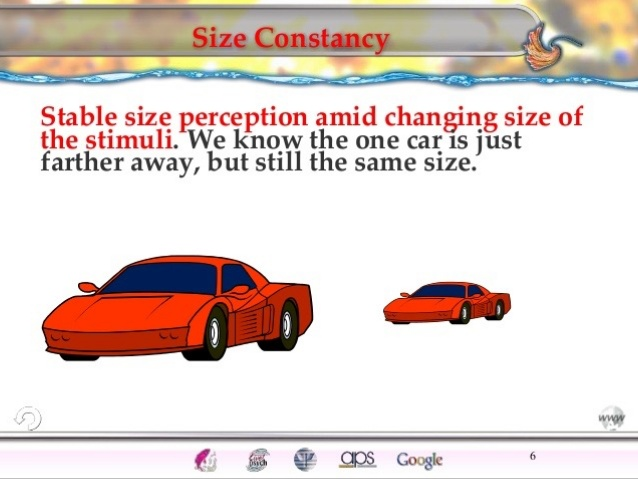 Size Constancy
Stable size perception amid changing size of
the stimuli. We know the one car is just
farther away, but still the same size.
www
aps
Google
6